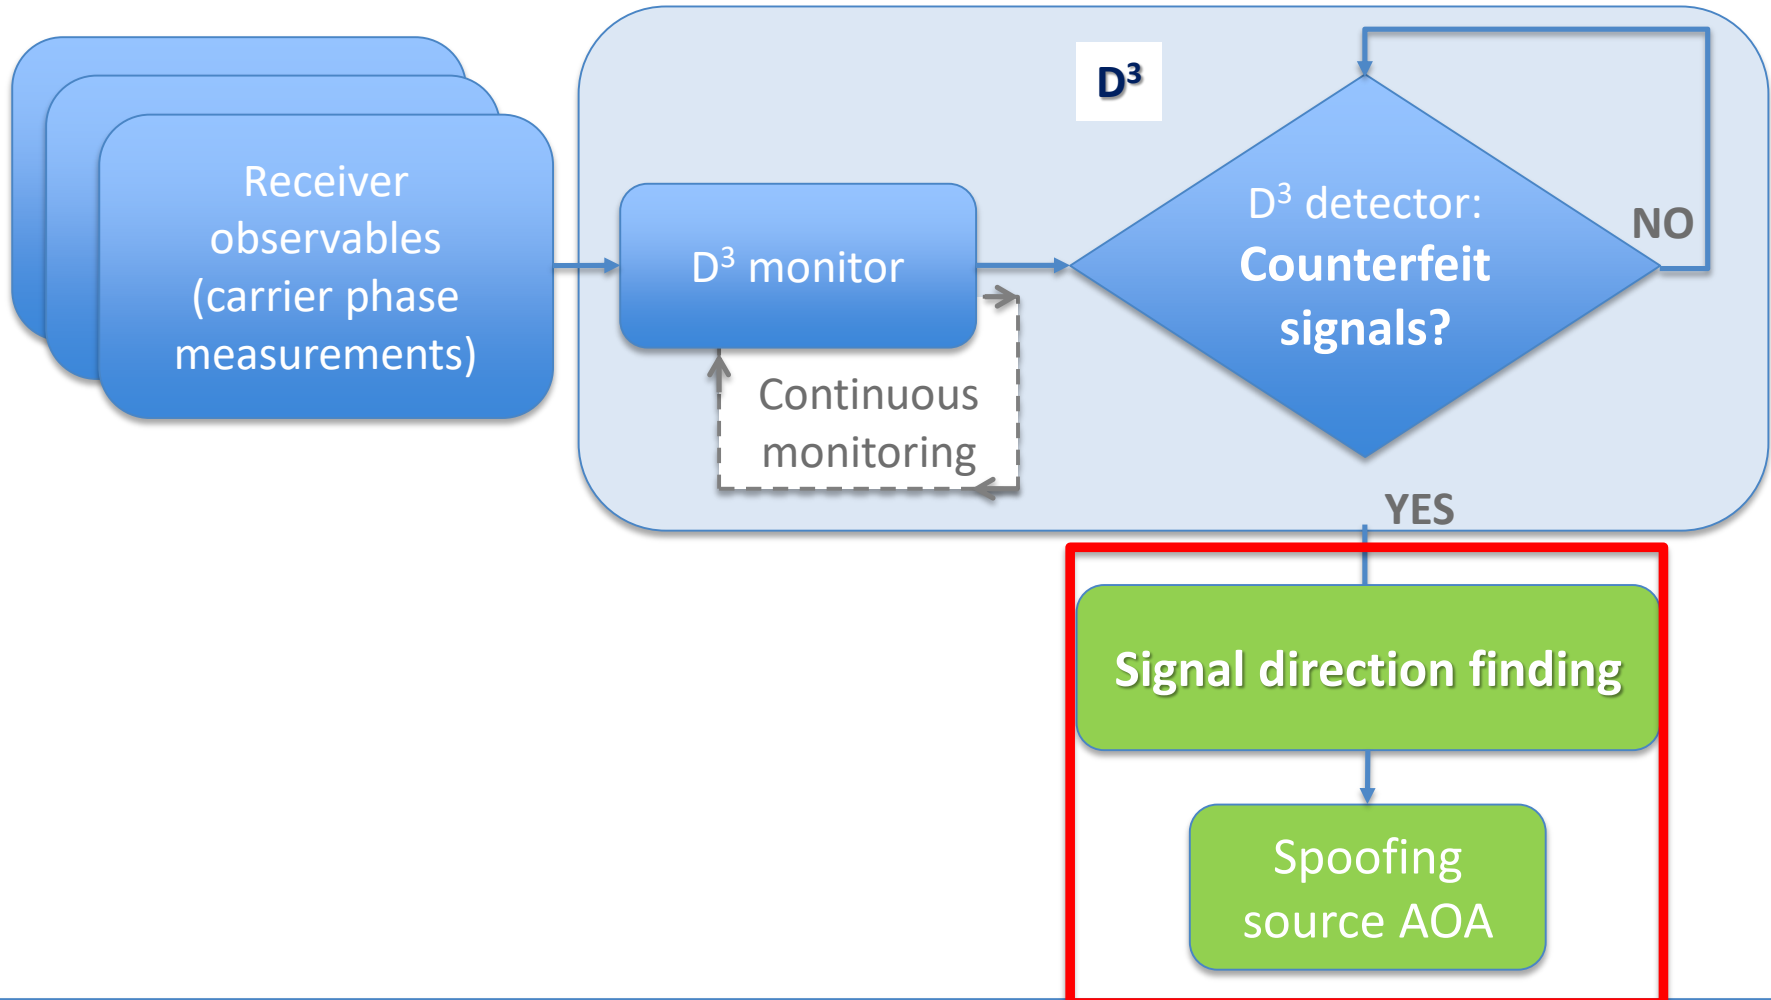 Receiver
observables
(carrier phase
measurements)
D³
D³ monitor
Continuous
monitoring
D³ detector:
Counterfeit
signals?
NO
YES
Signal direction finding
Spoofing
source AOA